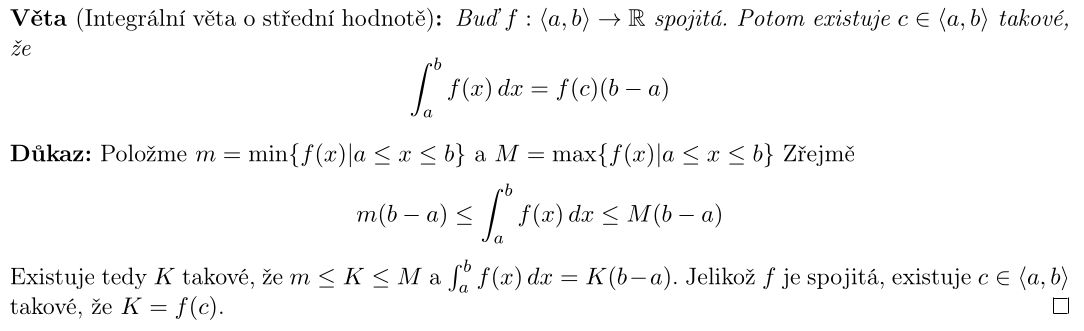 Věta (Integrální věta o střední hodnotě): Buď f : ⟨a, b⟩ → ℝ spojitá. Potom existuje c ∈ ⟨a, b⟩ takové,
že
∫_a^b f(x) dx = f(c)(b − a)
Důkaz: Položme m = min{f(x)|a ≤ x ≤ b} a M = max{f(x)|a ≤ x ≤ b} Zřejmě
m(b − a) ≤ ∫_a^b f(x) dx ≤ M(b − a)
Existuje tedy K takové, že m ≤ K ≤ M a ∫_a^b f(x) dx = K(b−a). Jelikož f je spojitá, existuje c ∈ ⟨a, b⟩
takové, že K = f(c). □